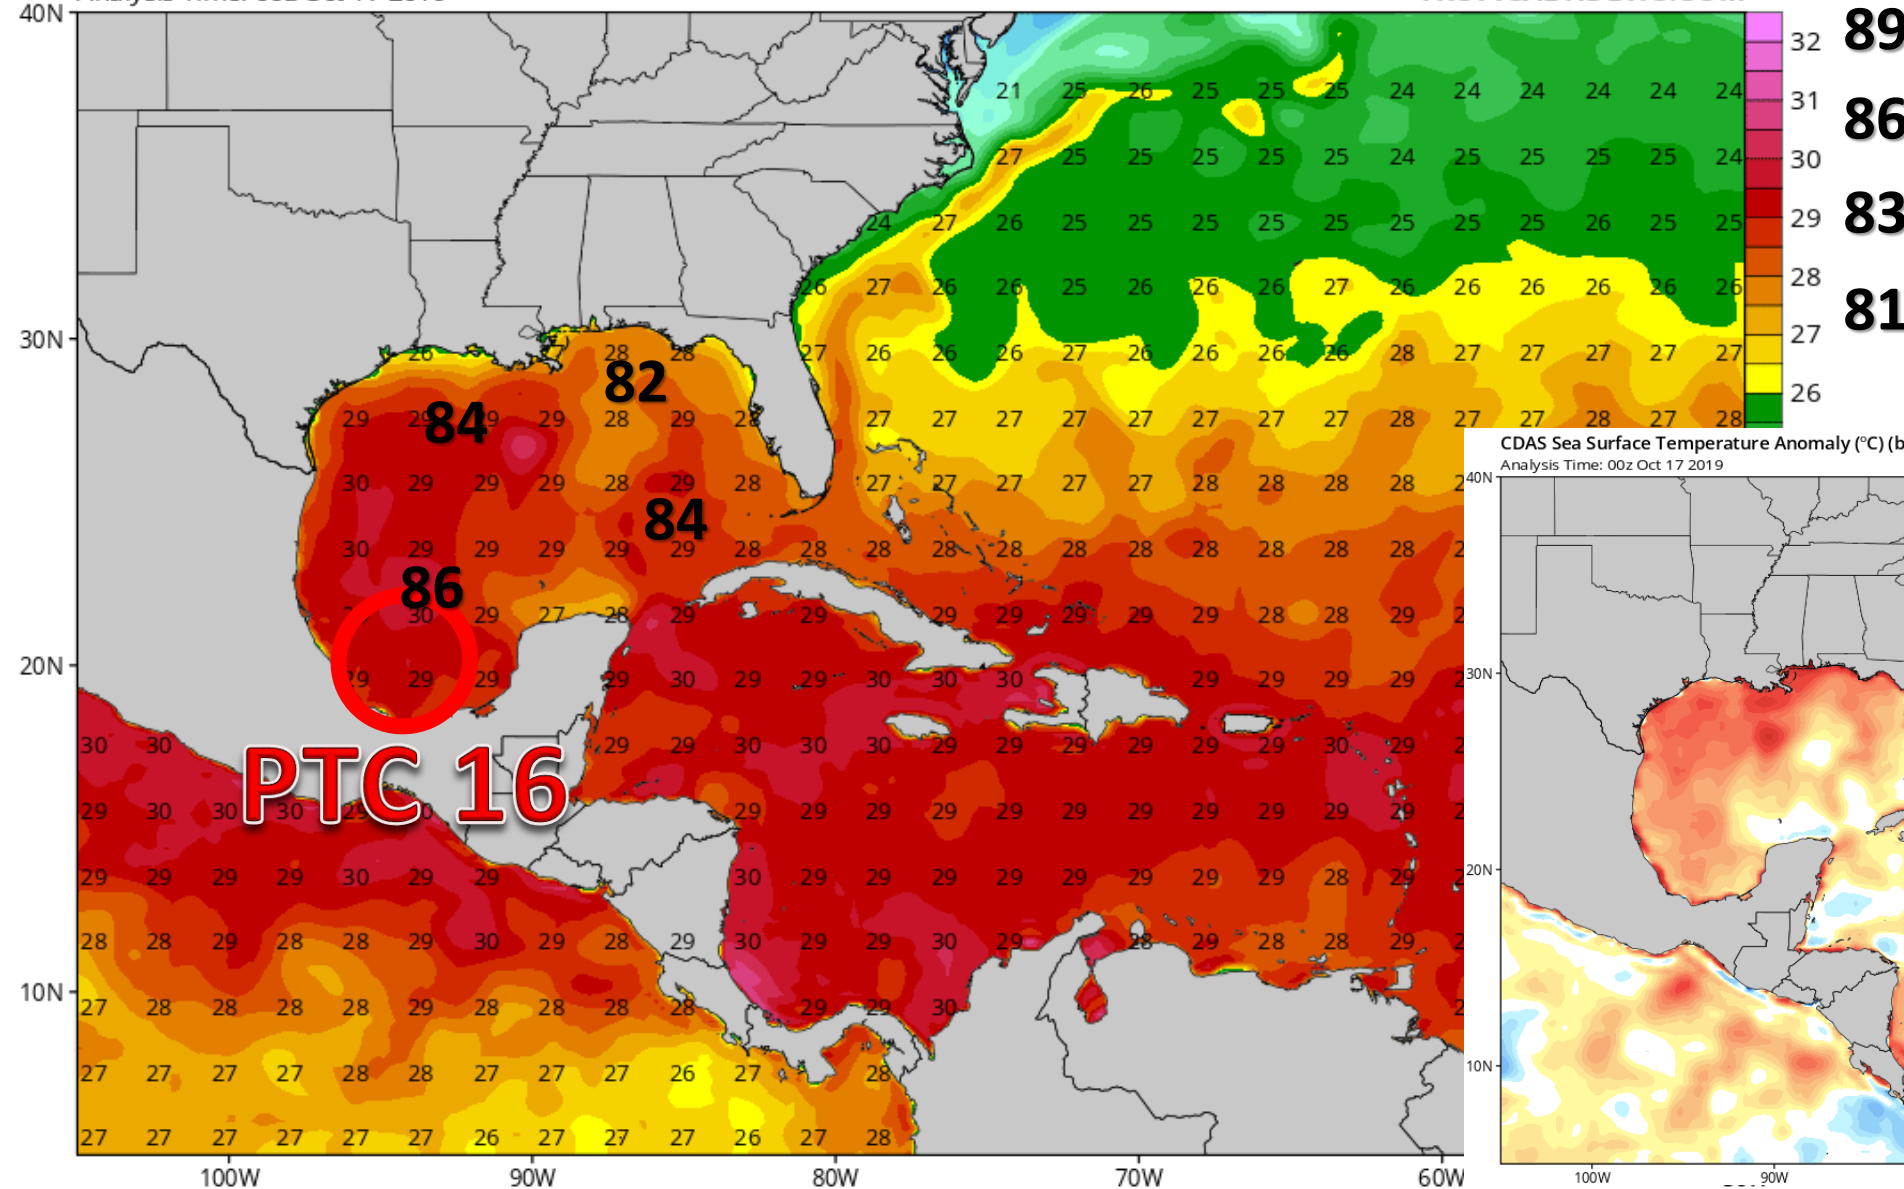 40N
32
89
21 25 26 25 25 25 24 24 24 24 24 24
31
86
30
27 25 25 25 25 25 24 25 25 25 25 24
29
83
24 27 26 25 25 25 25 25 25 26 25 25
28
26 27 26 26 25 26 26 27 26 26 26 26 26
81
30N
27
26 28 28 27 26 26 26 27 26 26 26 26 28 27 27 27 27 27
82
26
29 29 29 29 28 29 28 27 27 27 27 27 27 27 27 28 27 28 27 28
84
CDAS Sea Surface Temperature Anomaly (°C) (b
Analysis Time: 00z Oct 17 2019
30 29 29 29 28 29 28 27 27 27 27 27 28 28 28 28
84
30 29 29 29 29 29 28 28 28 28 28 28 28 28 28 28 28
86
30 29 27 28 29 29 29 29 29 28 28 29
20N
29 29 29 29 30 29 29 30 30 30 29 29 29 29
30 30 29 29 30 30 30 29 29 29 29 29 30 29
PTC 16
29 30 30 30 29 30 29 29 29 29 29 29 29 29 29 29 29
29 29 29 29 30 29 29 30 29 29 29 29 29 29 29 28 29
28 28 29 28 28 29 30 29 28 29 30 29 29 30 29 28 29 28 28 29
10N
27 28 28 28 28 29 28 28 28 28 29 29 30
27 27 27 27 28 28 27 27 27 26 27 28
27 27 27 27 27 27 26 27 27 27 26 27 28
100W 90W 80W 70W 60W
40N
30N
20N
10N
100W 90W